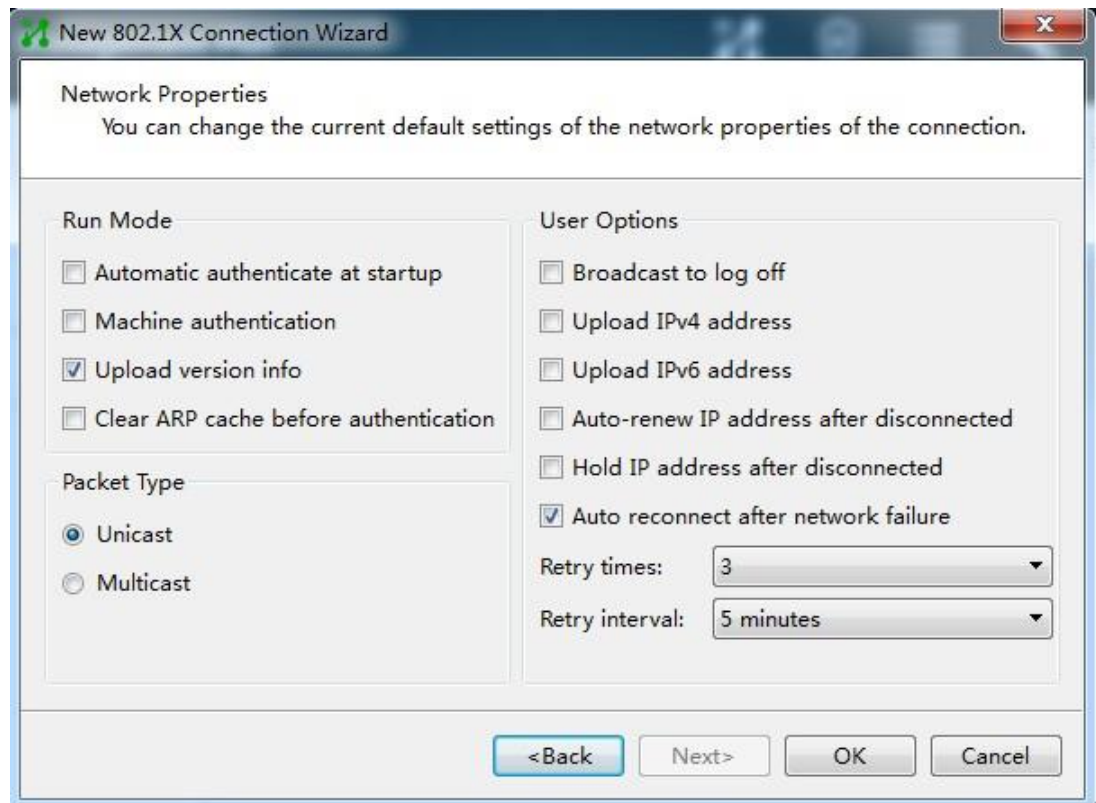 New 802.1X Connection Wizard
Network Properties
You can change the current default settings of the network properties of the connection.
Run Mode
Automatic authenticate at startup
Machine authentication
Upload version info
Clear ARP cache before authentication
Packet Type
Unicast
Multicast
User Options
Broadcast to log off
Upload IPv4 address
Upload IPv6 address
Auto-renew IP address after disconnected
Hold IP address after disconnected
Auto reconnect after network failure
Retry times: 3
Retry interval: 5 minutes
<Back Next> OK Cancel